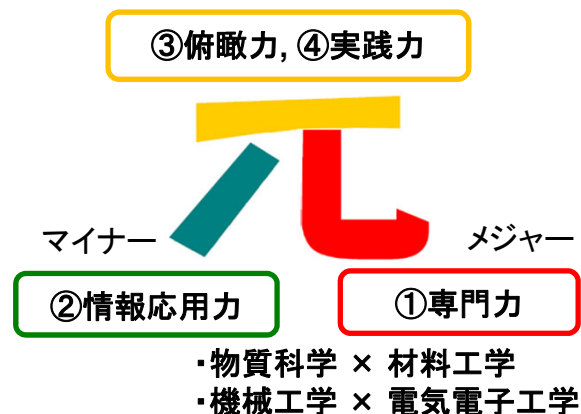 ③俯瞰力, ④実践力
マイナー
メジャー
②情報応用力
①専門力
・物質科学 × 材料工学
・機械工学 × 電気電子工学